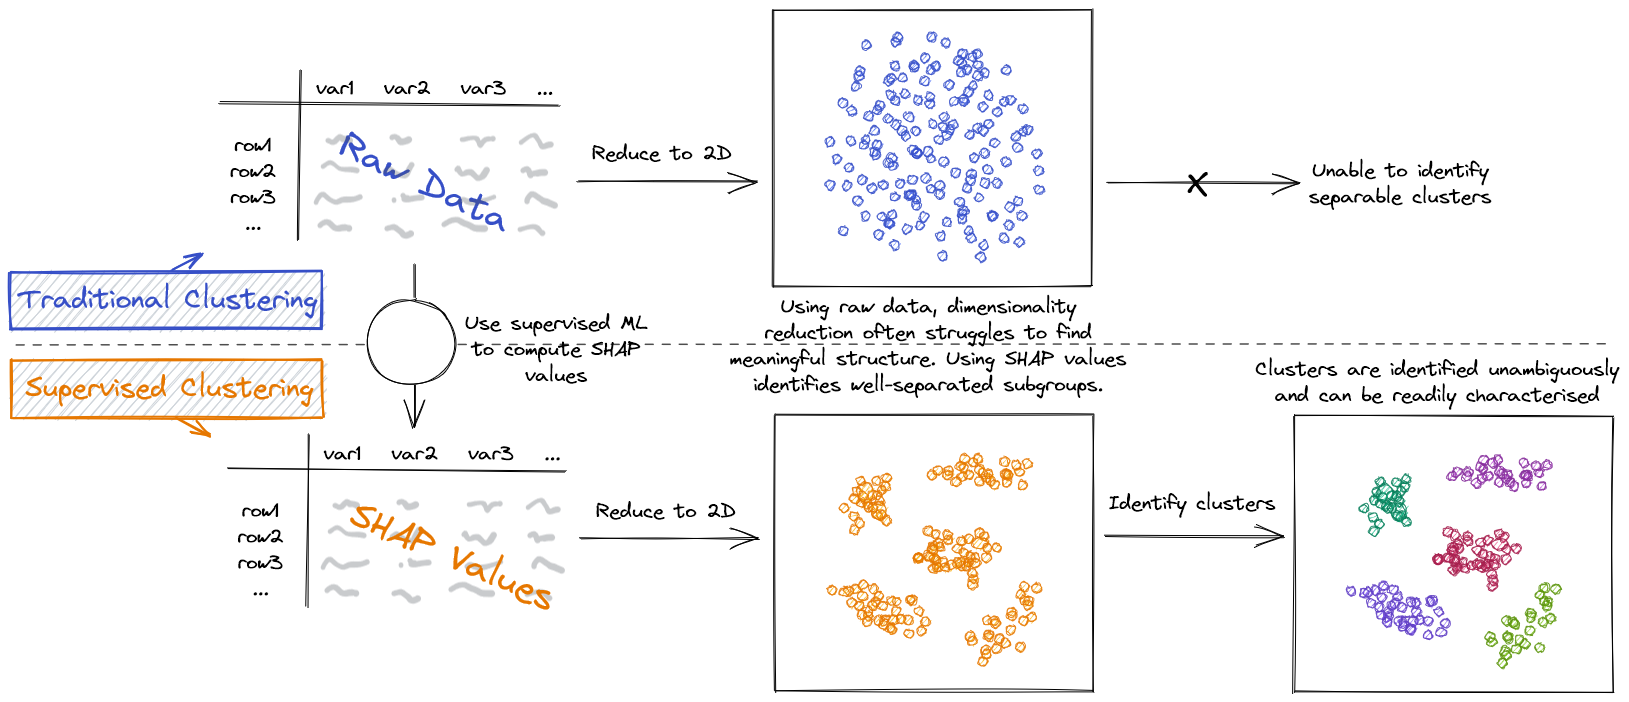 var1 var2 var3 ...
row1
row2
row3
...
Raw Data
Reduce to 2D
Unable to identify
separable clusters
Traditional Clustering
Use supervised ML
to compute SHAP
values
Using raw data, dimensionality
reduction often struggles to find
meaningful structure. Using SHAP values
identifies well-separated subgroups.
Supervised Clustering
Clusters are identified unambiguously
and can be readily characterised
var1 var2 var3 ...
row1
row2
row3
...
SHAP Values
Reduce to 2D
Identify clusters